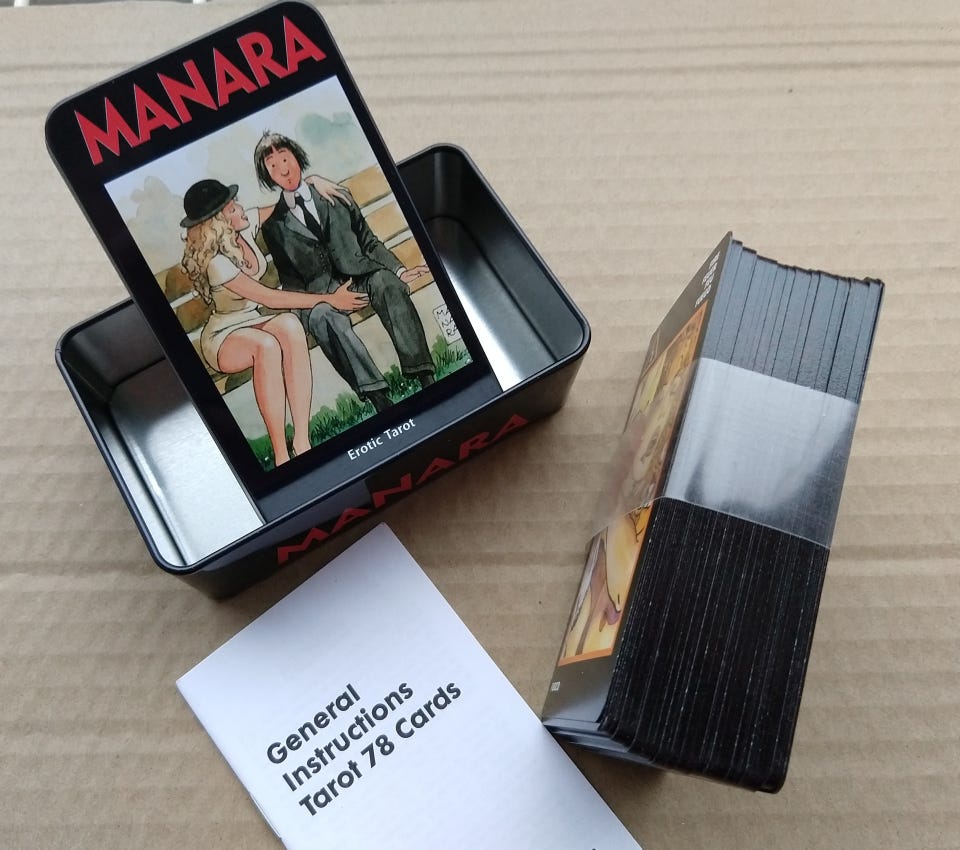 MANARA
Erotic Tarot
MANARA
General
Instructions
Tarot 78 Cards